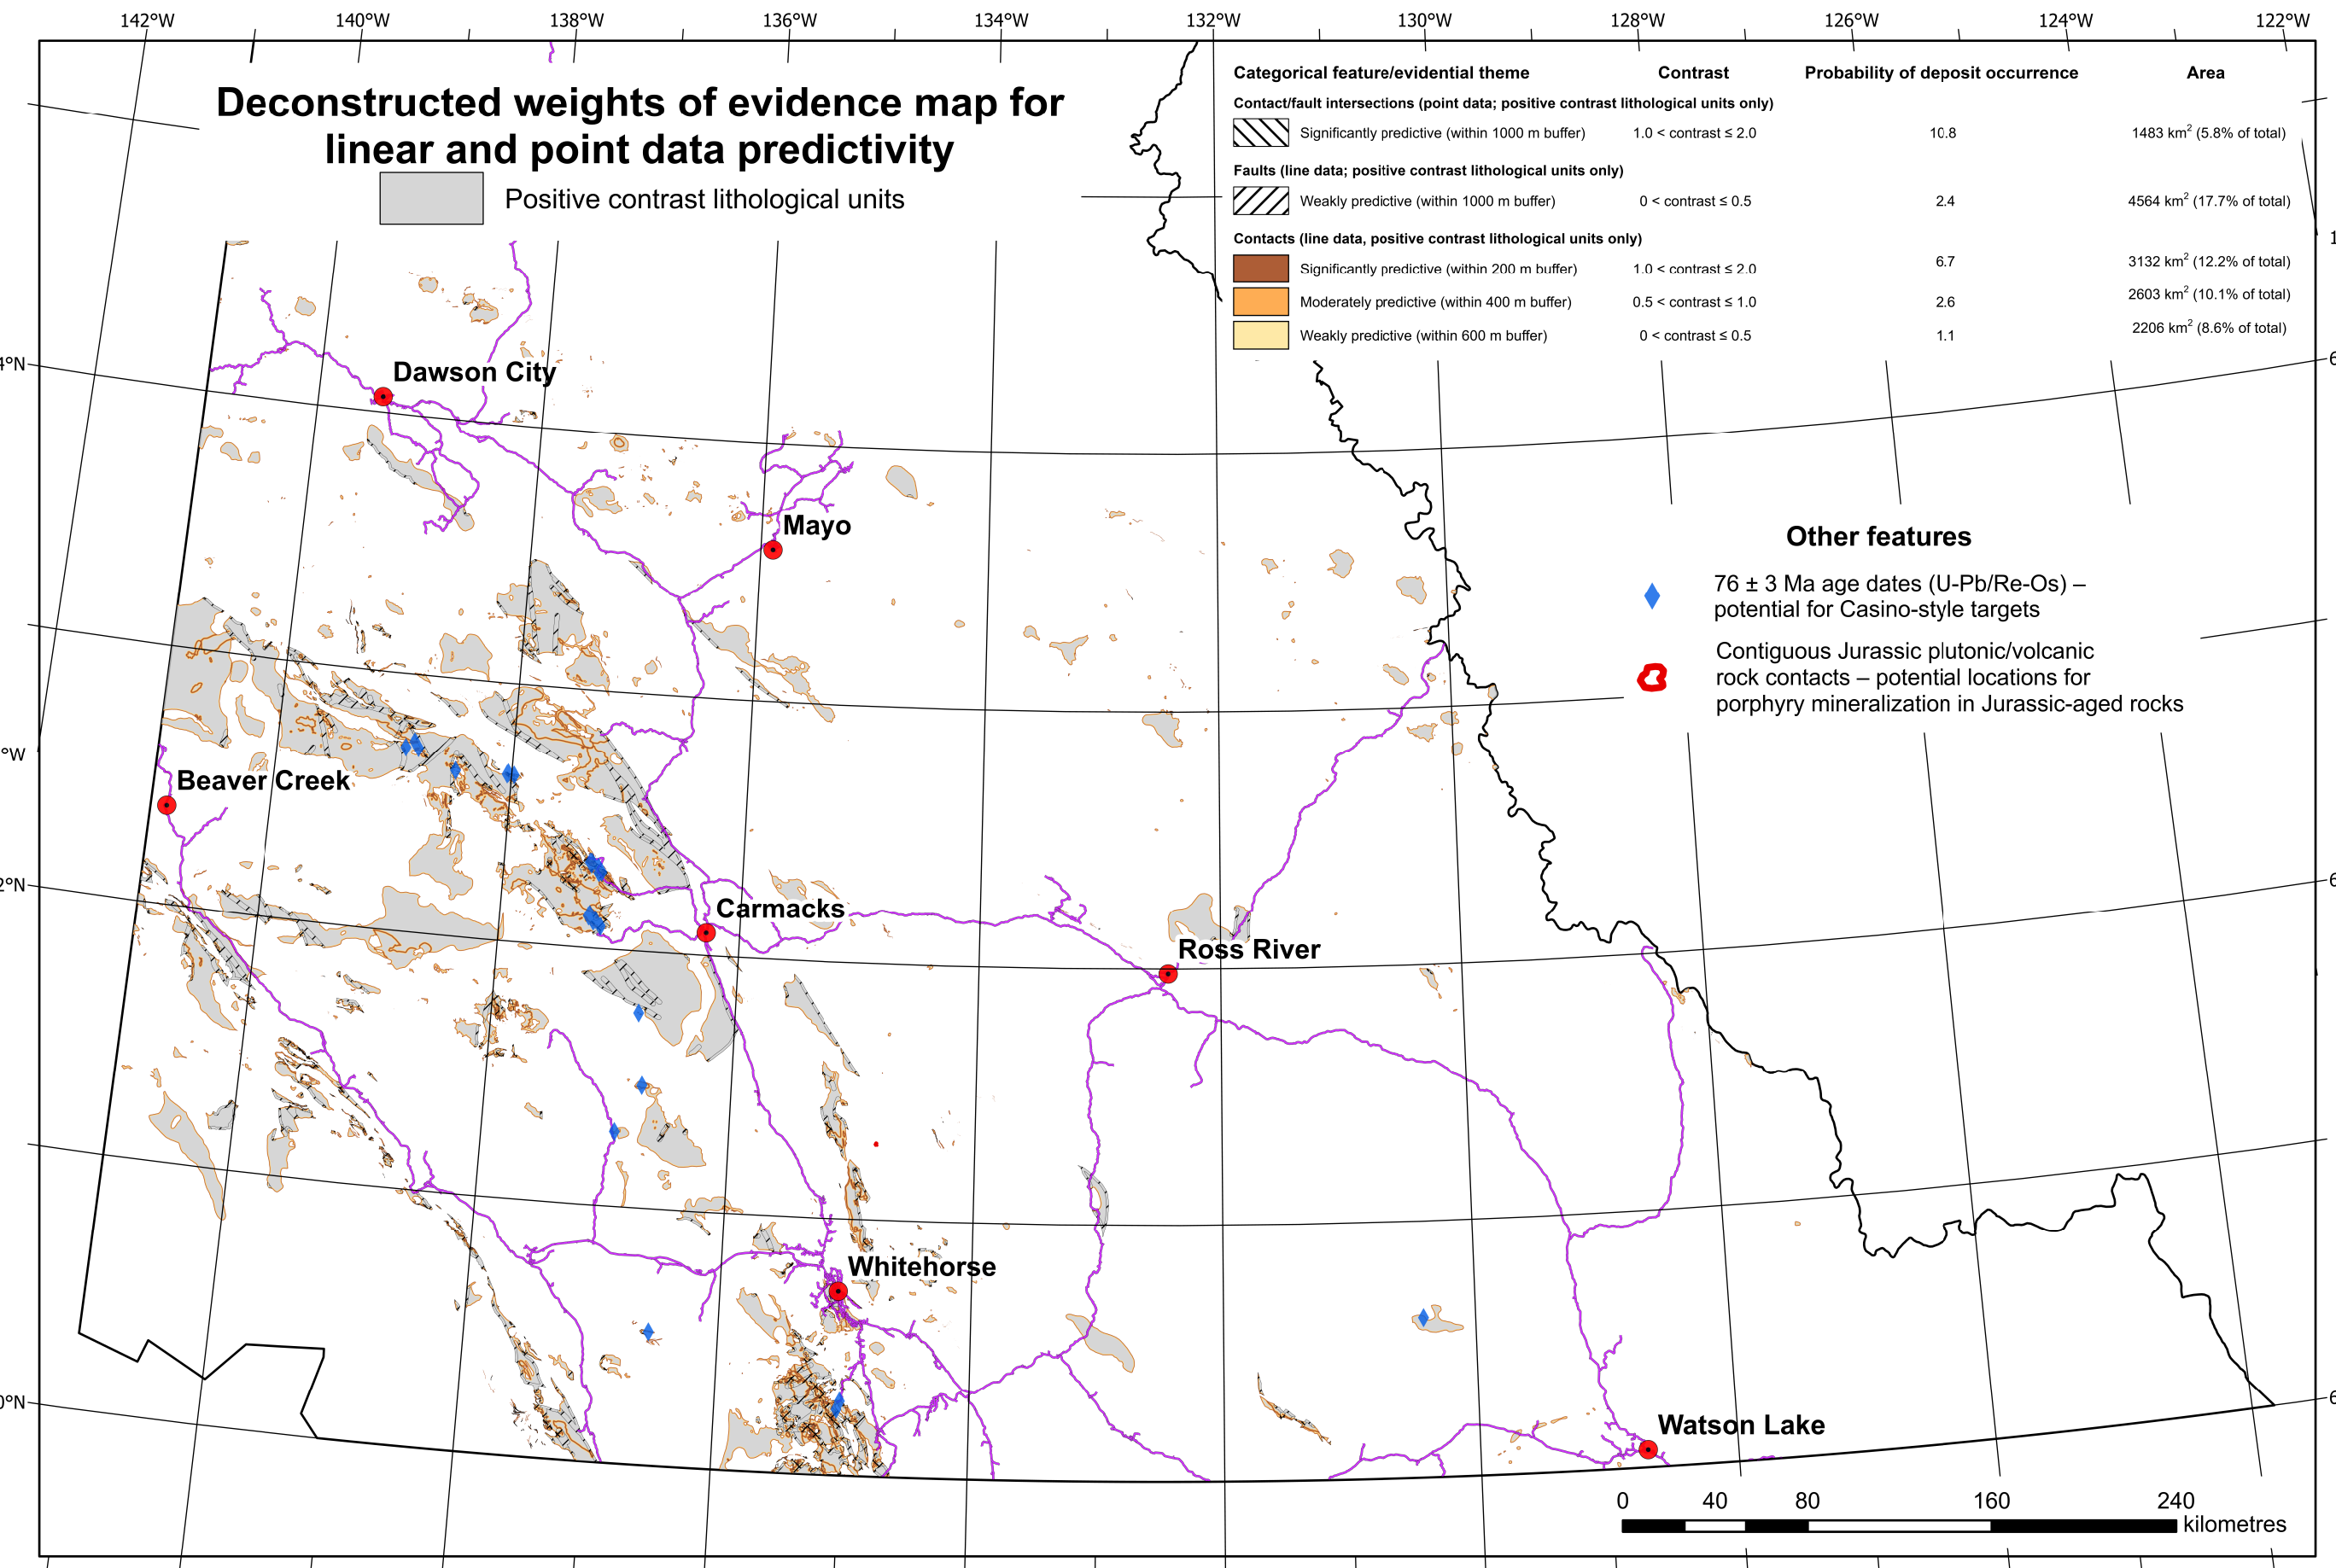 142°W 140°W 138°W 136°W 134°W 132°W 130°W 128°W 126°W 124°W 122°W
Deconstructed weights of evidence map for
linear and point data predictivity
Positive contrast lithological units
Categorical feature/evidential theme Contrast Probability of deposit occurrence Area
Contact/fault intersections (point data; positive contrast lithological units only)
Significantly predictive (within 1000 m buffer) 1.0 < contrast ≤ 2.0 10.8 1483 km² (5.8% of total)
Faults (line data; positive contrast lithological units only)
Weakly predictive (within 1000 m buffer) 0 < contrast ≤ 0.5 2.4 4564 km² (17.7% of total)
Contacts (line data, positive contrast lithological units only)
Significantly predictive (within 200 m buffer) 1.0 < contrast ≤ 2.0 6.7 3132 km² (12.2% of total)
Moderately predictive (within 400 m buffer) 0.5 < contrast ≤ 1.0 2.6 2603 km² (10.1% of total)
Weakly predictive (within 600 m buffer) 0 < contrast ≤ 0.5 1.1 2206 km² (8.6% of total)
4°N
Dawson City
Mayo
Other features
76 ± 3 Ma age dates (U-Pb/Re-Os) –
potential for Casino-style targets
Contiguous Jurassic plutonic/volcanic
rock contacts – potential locations for
porphyry mineralization in Jurassic-aged rocks
°W
Beaver Creek
2°N
Carmacks
Ross River
Whitehorse
0°N
Watson Lake
0 40 80 160 240
kilometres